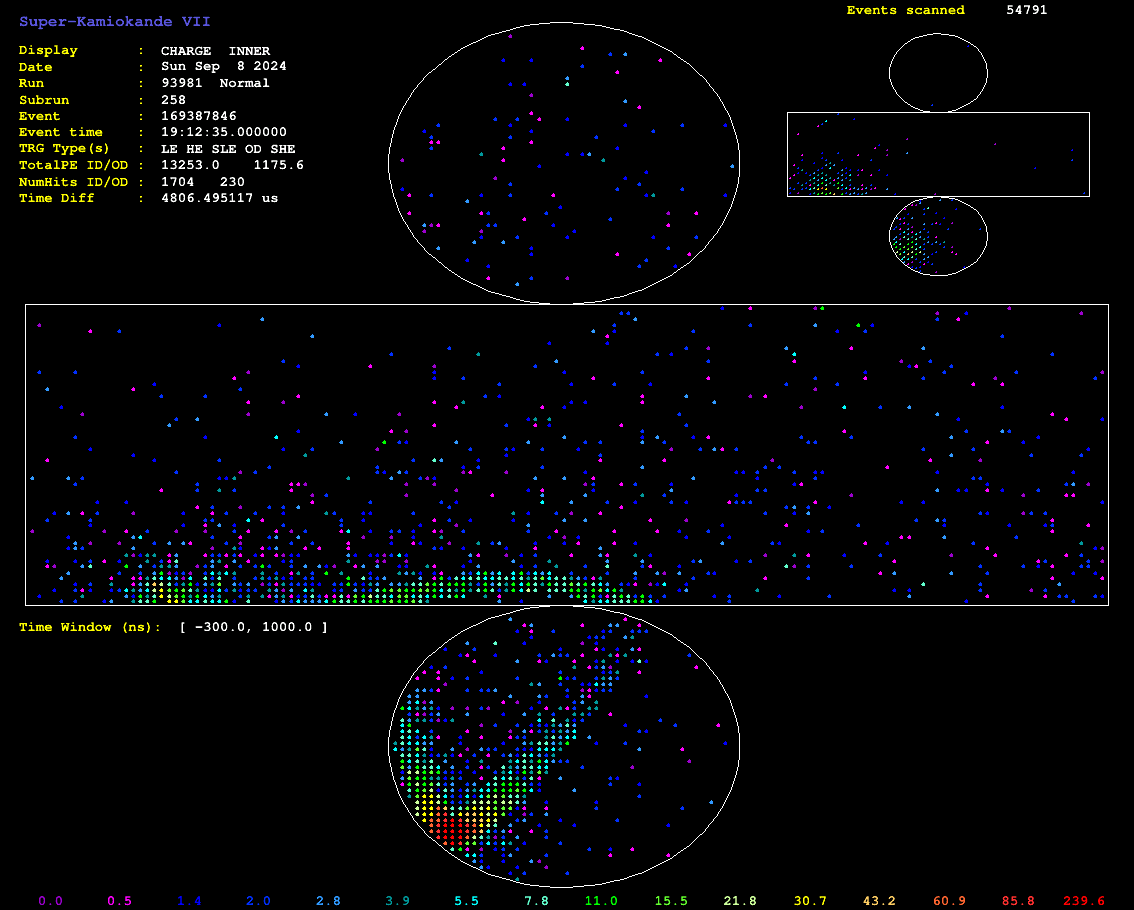 Super-Kamiokande VII
Events scanned 54791
Display : CHARGE INNER
Date : Sun Sep 8 2024
Run : 93981 Normal
Subrun : 258
Event : 169387846
Event time : 19:12:35.000000
TRG Type(s) : LE HE SLE OD SHE
TotalPE ID/OD : 13253.0 1175.6
NumHits ID/OD : 1704 230
Time Diff : 4806.495117 us
Time Window (ns): [ -300.0, 1000.0 ]
0.0 0.5 1.4 2.0 2.8 3.9 5.5 7.8 11.0 15.5 21.8 30.7 43.2 60.9 85.8 239.6